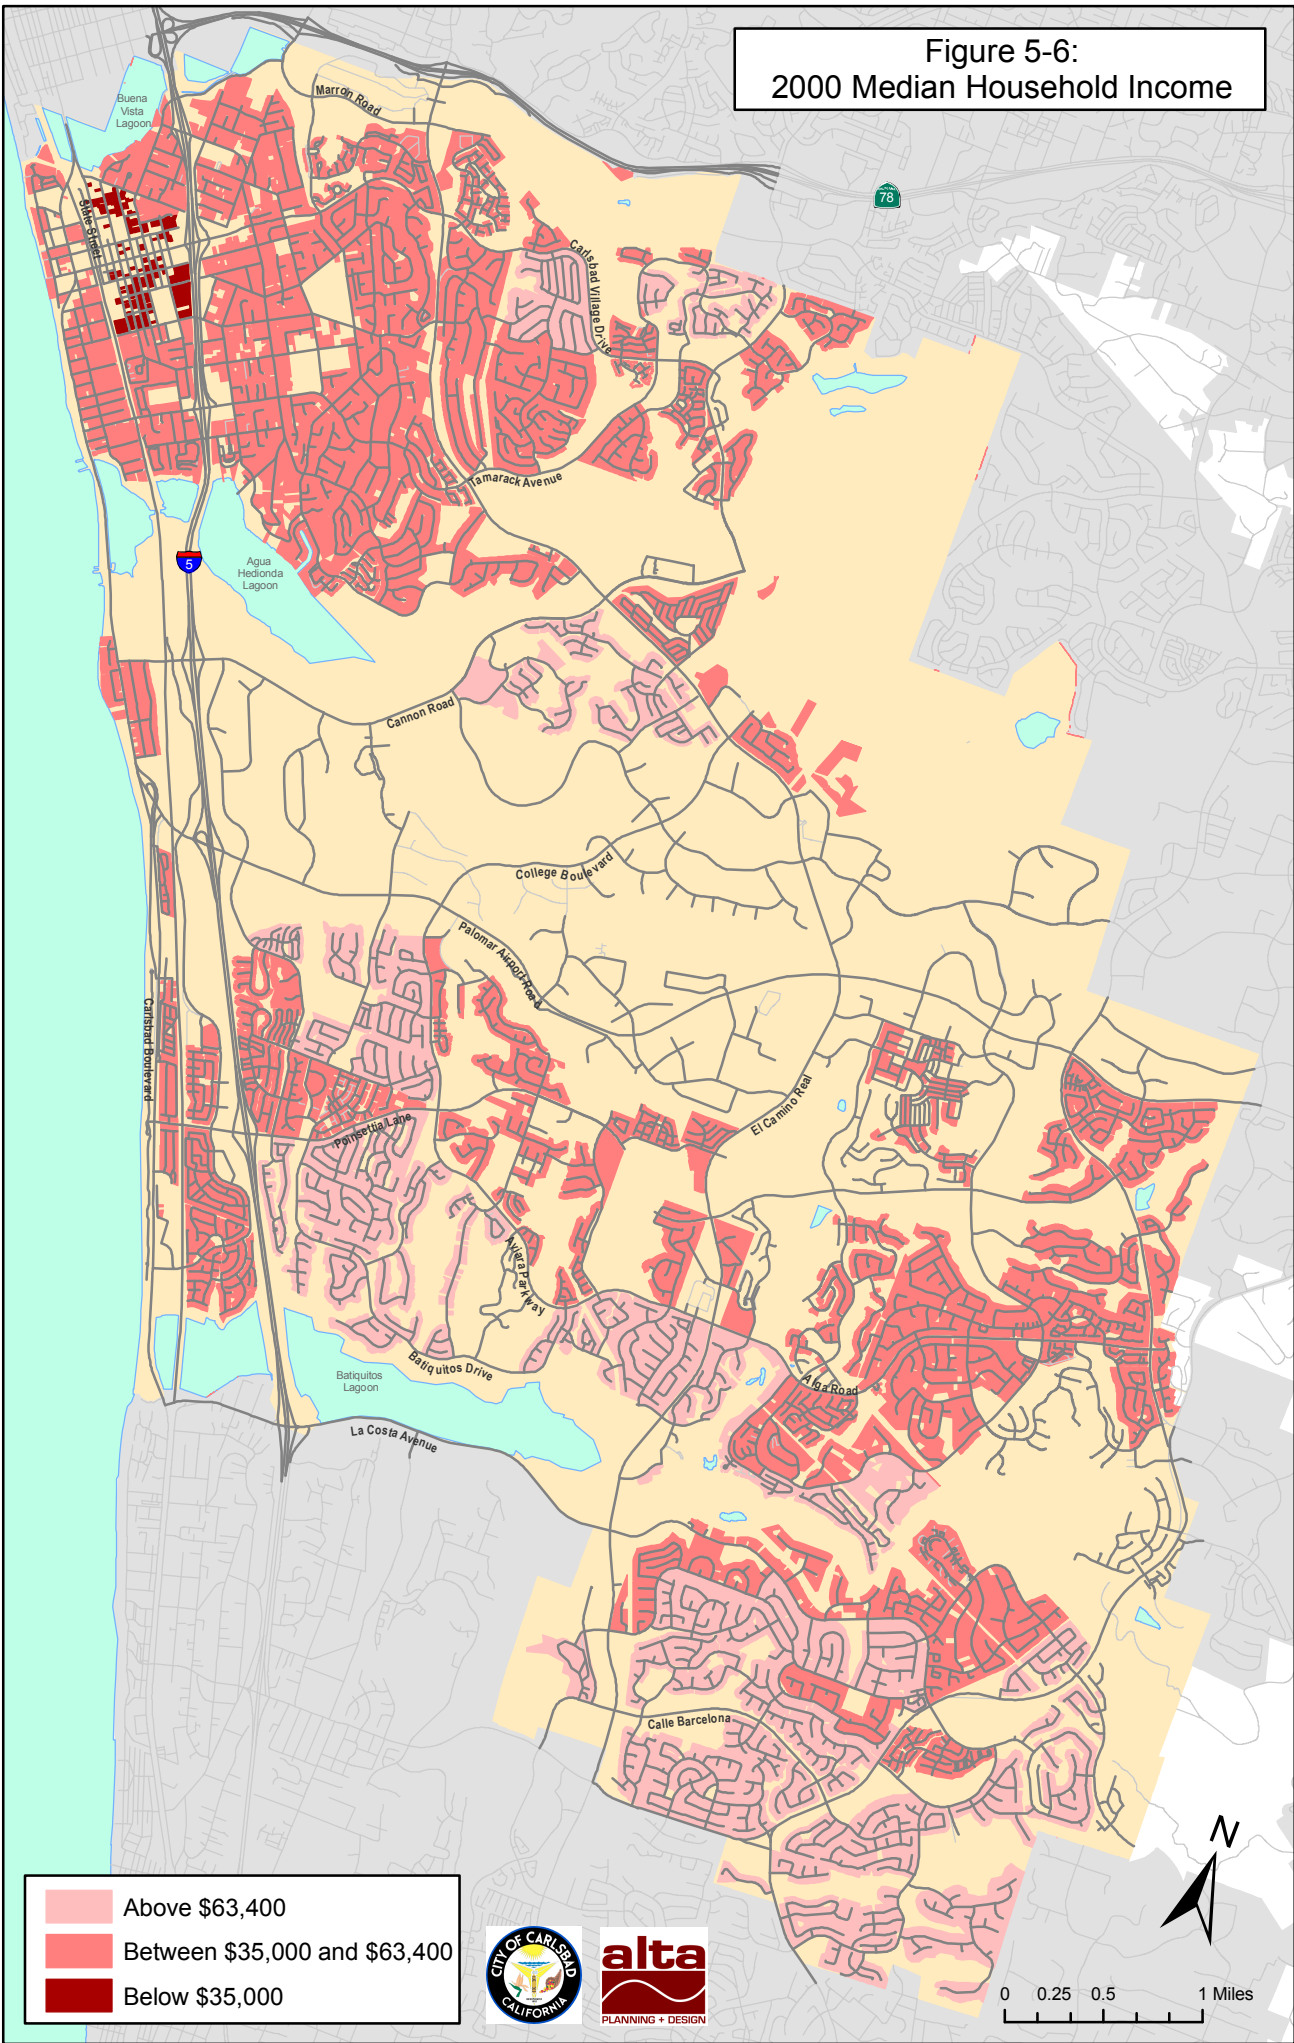 Figure 5-6:
2000 Median Household Income
Buena
Vista
Lagoon
Marron Road
78
State Street
Carlsbad Village Drive
Tamarack Avenue
5
Agua
Hedionda
Lagoon
Cannon Road
College Boulevard
Palomar Airport Road
Carlsbad Boulevard
El Camino Real
Poinsettia Lane
Aviara Parkway
Batiquitos Drive
Batiquitos
Lagoon
Alga Road
La Costa Avenue
Calle Barcelona
N
Above $63,400
Between $35,000 and $63,400
Below $35,000
CITY OF CARLSBAD
CALIFORNIA
alta
PLANNING + DESIGN
0 0.25 0.5 1 Miles